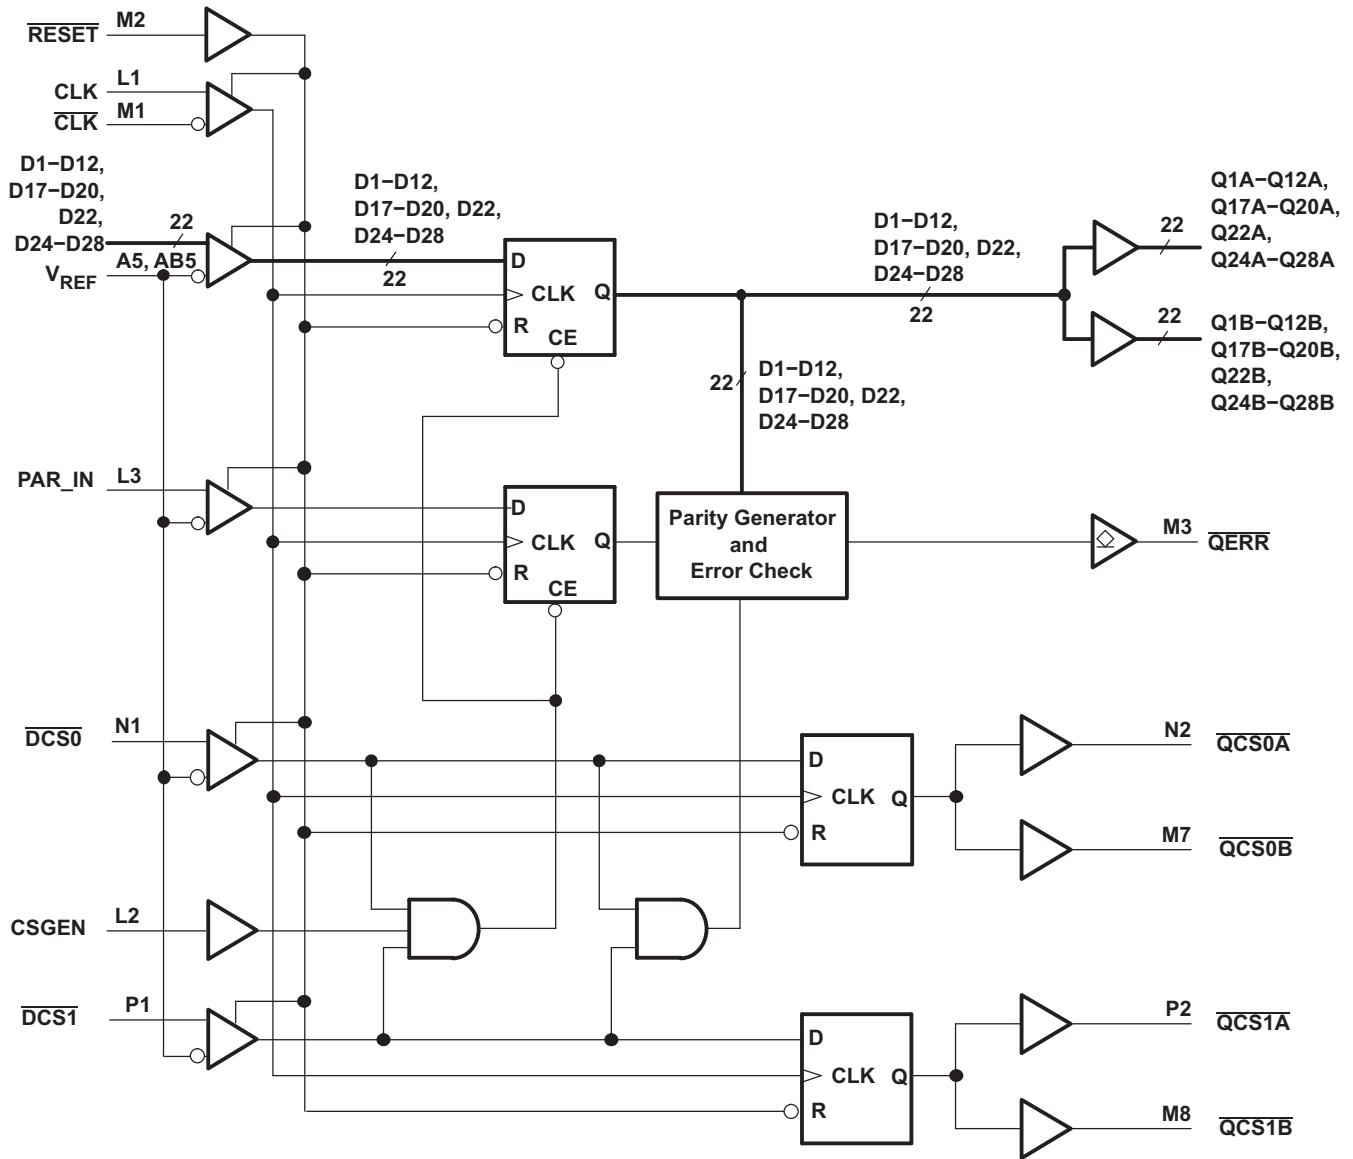 RESET M2
CLK L1
CLK M1
D1−D12,
D17−D20,
D22,
D24−D28
22
VREF A5, AB5
D1−D12,
D17−D20, D22,
D24−D28
22
D
CLK Q
R
CE
D1−D12,
D17−D20, D22,
D24−D28
22
22
Q1A−Q12A,
Q17A−Q20A,
Q22A,
Q24A−Q28A
22
Q1B−Q12B,
Q17B−Q20B,
Q22B,
Q24B−Q28B
22
D1−D12,
D17−D20, D22,
D24−D28
PAR_IN L3
D
CLK Q
R
CE
Parity Generator
and
Error Check
M3 QERR
DCS0 N1
D
CLK Q
R
N2 QCS0A
M7 QCS0B
CSGEN L2
DCS1 P1
D
CLK Q
R
P2 QCS1A
M8 QCS1B